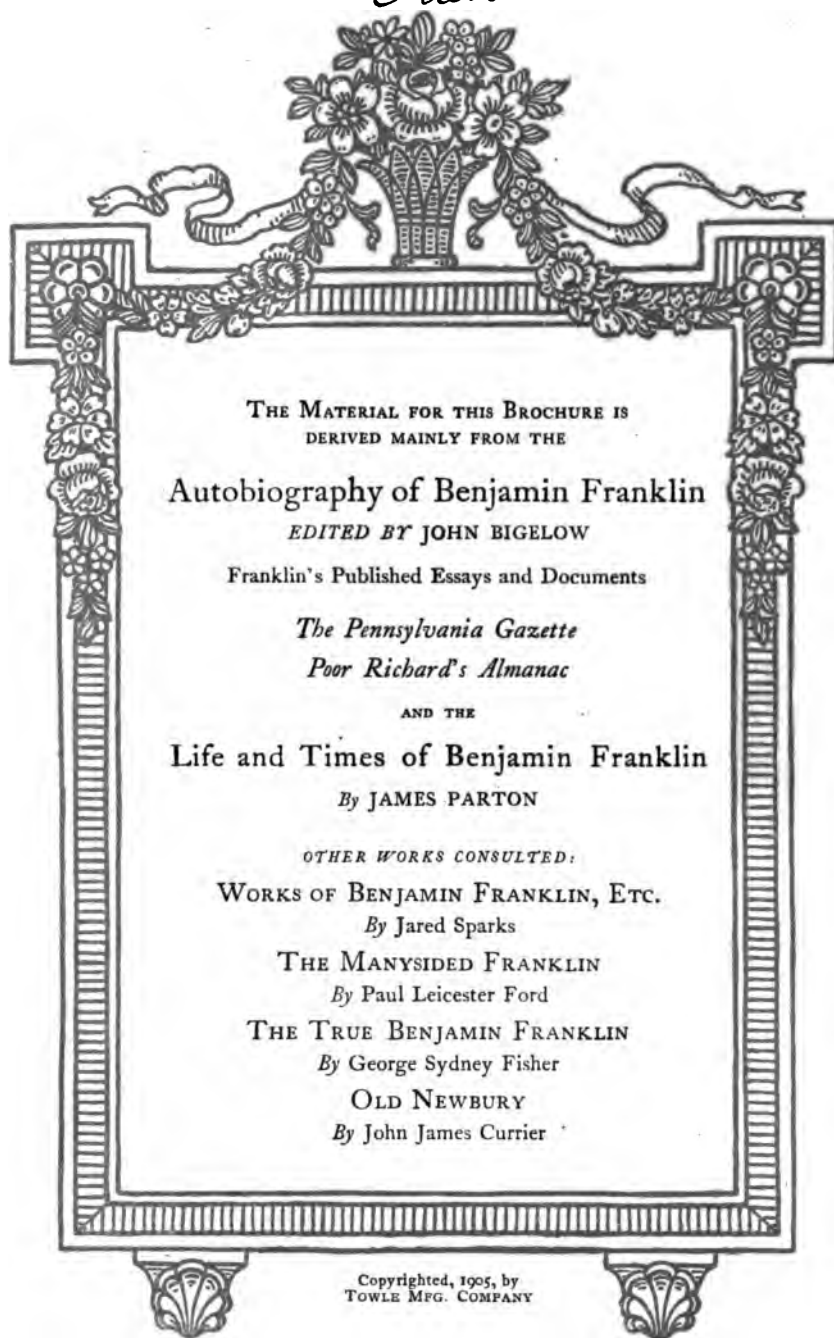 THE MATERIAL FOR THIS BROCHURE IS
DERIVED MAINLY FROM THE
Autobiography of Benjamin Franklin
EDITED BY JOHN BIGELOW
Franklin's Published Essays and Documents
The Pennsylvania Gazette
Poor Richard's Almanac
AND THE
Life and Times of Benjamin Franklin
By JAMES PARTON
OTHER WORKS CONSULTED:
WORKS OF BENJAMIN FRANKLIN, ETC.
By Jared Sparks
THE MANYSIDED FRANKLIN
By Paul Leicester Ford
THE TRUE BENJAMIN FRANKLIN
By George Sydney Fisher
OLD NEWBURY
By John James Currier
Copyrighted, 1905, by
TOWLE MFG. COMPANY